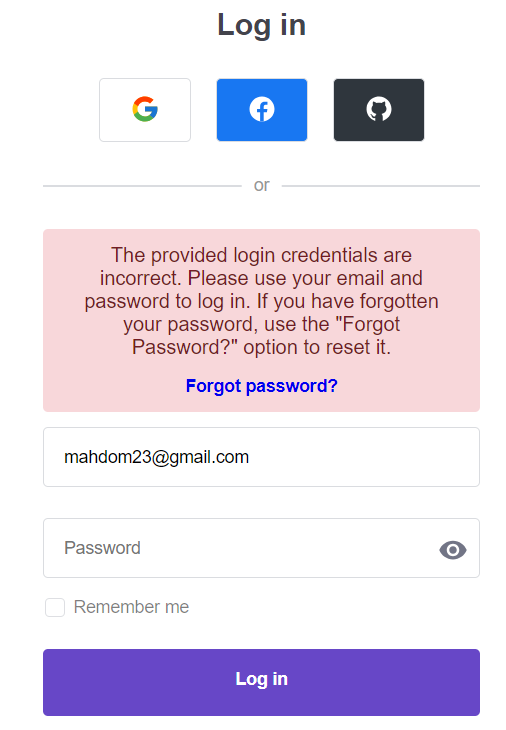 Log in
or
The provided login credentials are
incorrect. Please use your email and
password to log in. If you have forgotten
your password, use the "Forgot
Password?" option to reset it.
Forgot password?
mahdom23@gmail.com
Password
Remember me
Log in